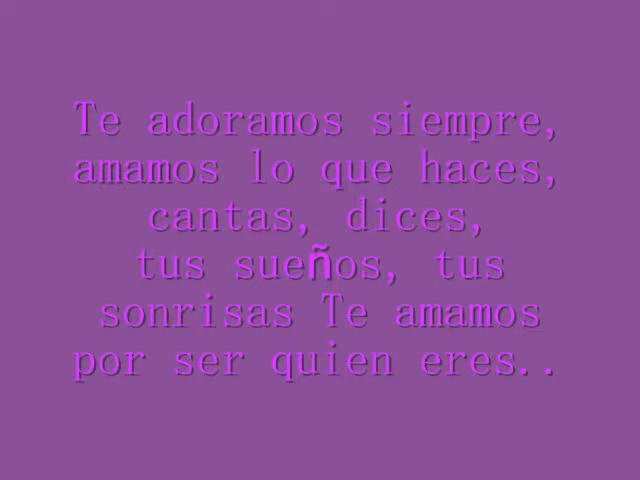 Te adoramos siempre,
amamos lo que haces,
cantas, dices,
tus sueños, tus
sonrisas Te amamos
por ser quien eres..